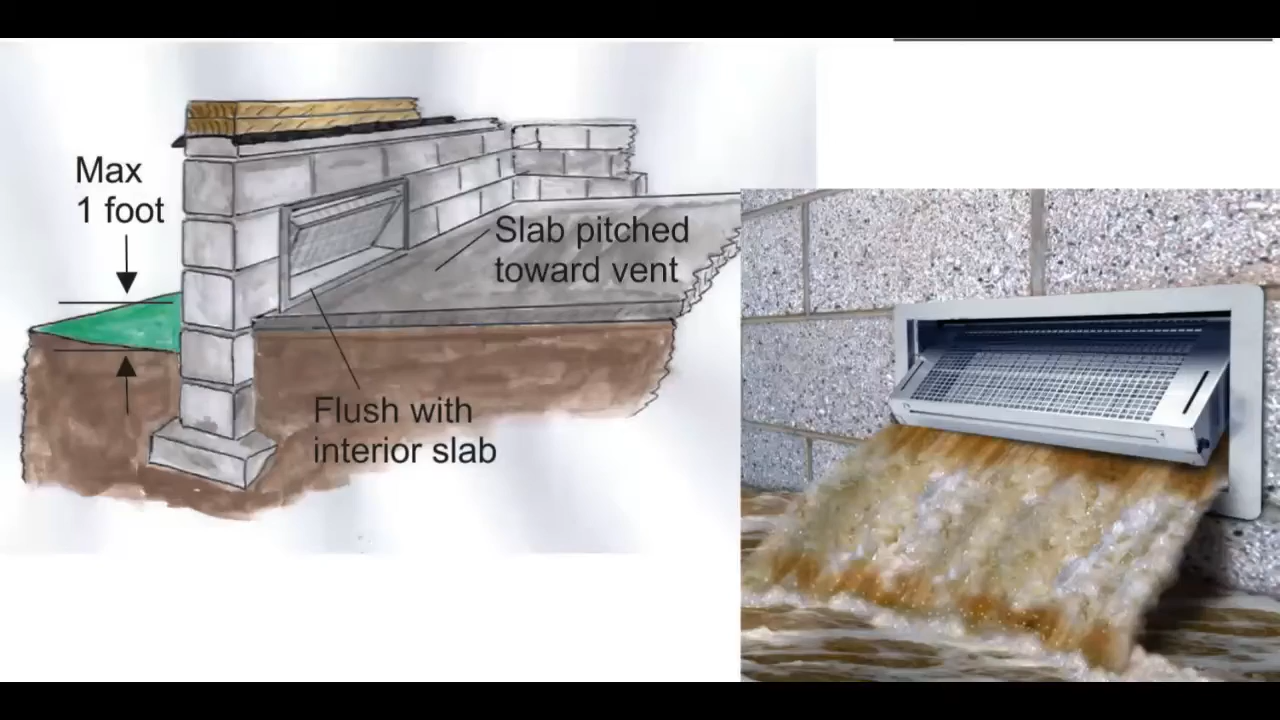 Max
1 foot
Slab pitched
toward vent
Flush with
interior slab